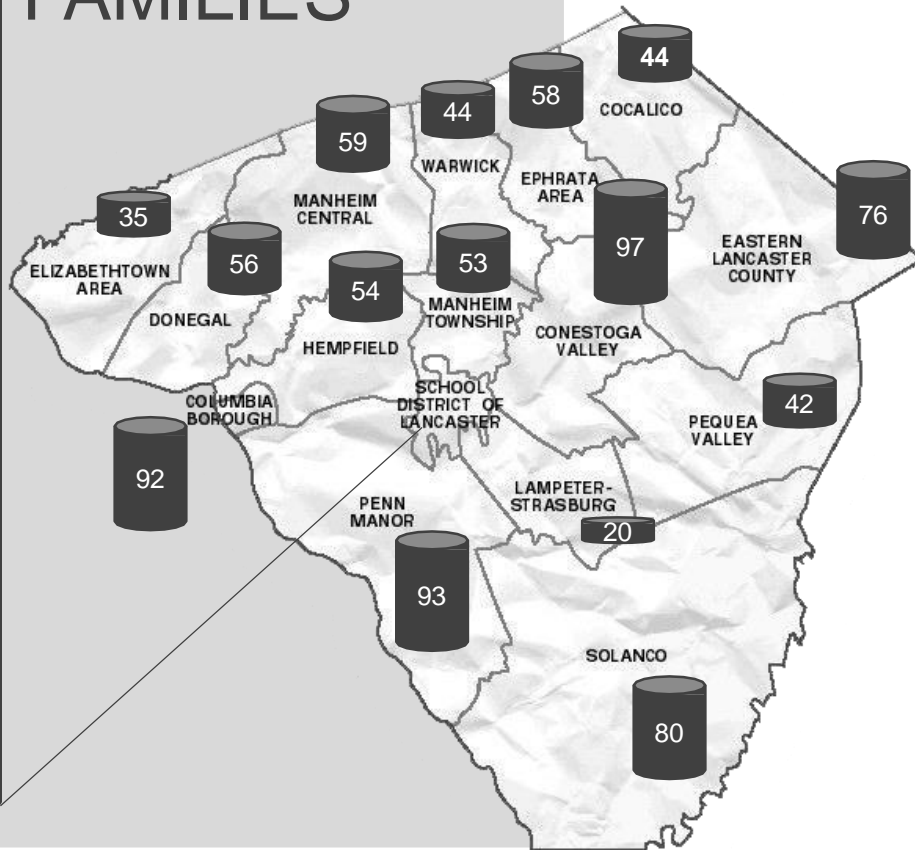 FAMILIES
44
COCALICO
58
44
WARWICK
59
EPHRATA
AREA
MANHEIM
CENTRAL
35
ELIZABETHTOWN
AREA
76
EASTERN
LANCASTER
COUNTY
97
56
DONEGAL
53
MANHEIM
TOWNSHIP
54
HEMPFIELD
CONESTOGA
VALLEY
COLUMBIA
BOROUGH
SCHOOL
DISTRICT OF
LANCASTER
42
PEQUEA
VALLEY
92
LAMPETER-
STRASBURG
20
PENN
MANOR
93
SOLANCO
80